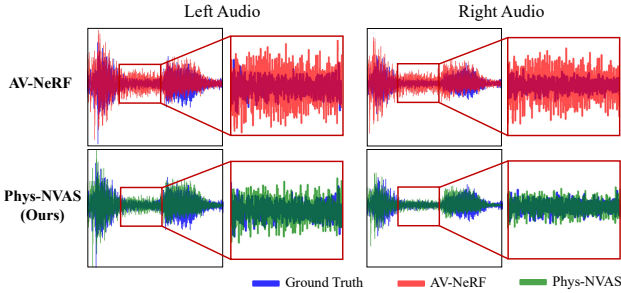 Left Audio
Right Audio
AV-NeRF
Phys-NVAS
(Ours)
Ground Truth
AV-NeRF
Phys-NVAS